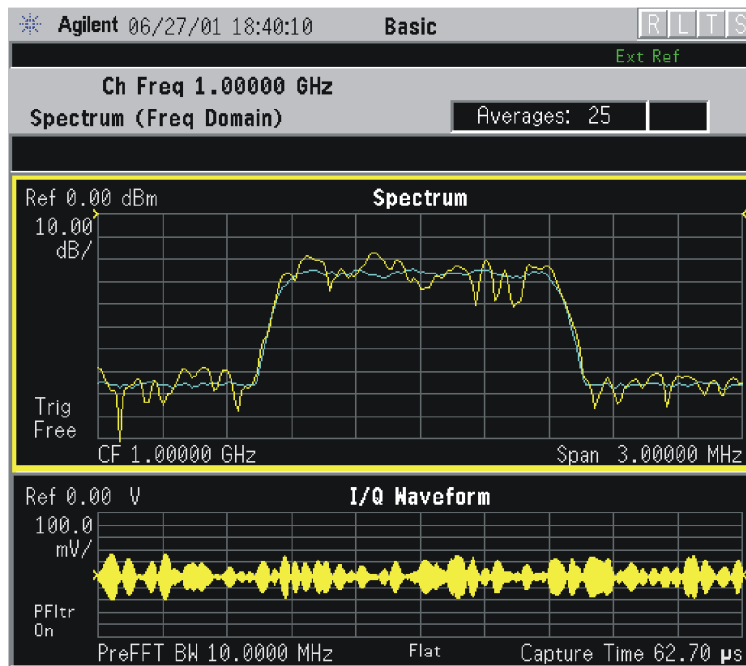 Agilent 06/27/01 18:40:10 Basic R L T S
Ext Ref
Ch Freq 1.00000 GHz
Spectrum (Freq Domain) Averages: 25
Ref 0.00 dBm Spectrum
10.00
dB/
Trig
Free
CF 1.00000 GHz Span 3.00000 MHz
Ref 0.00 V I/Q Waveform
100.0
mV/
PFltr
On
PreFFT BW 10.0000 MHz Flat Capture Time 62.70 µs